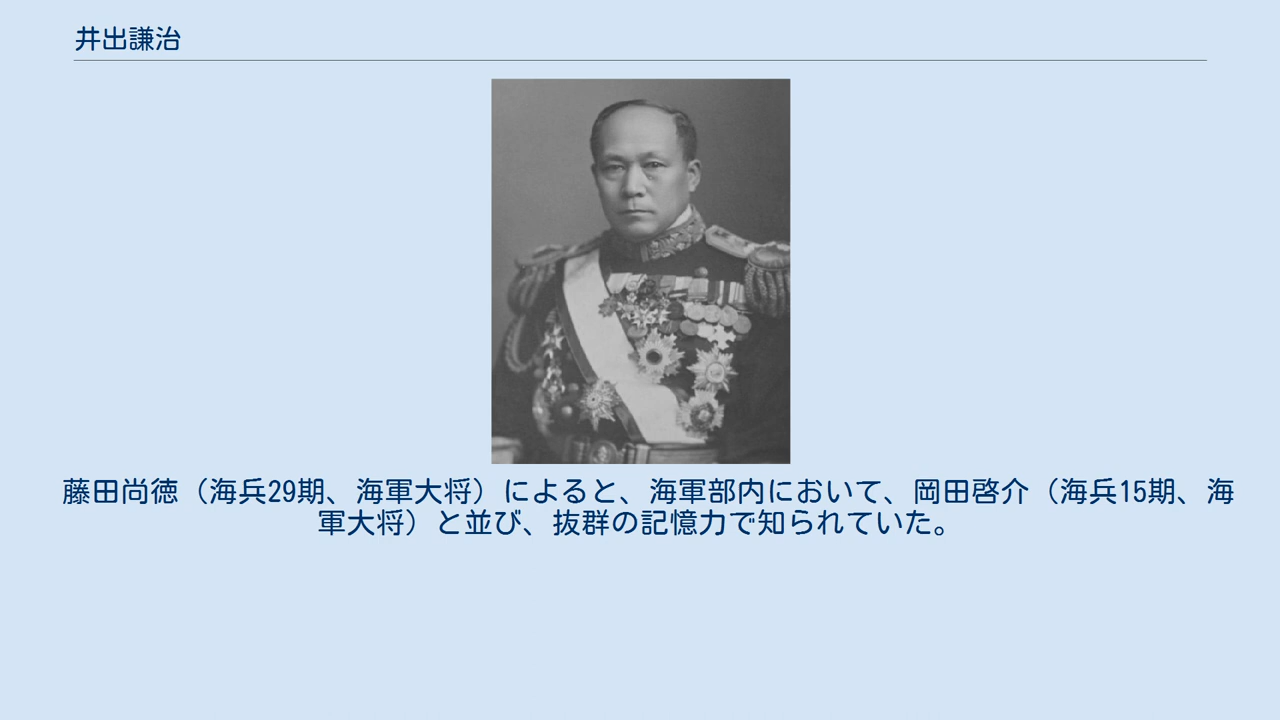 井出謙治
藤田尚徳（海兵29期、海軍大将）によると、海軍部内において、岡田啓介（海兵15期、海
軍大将）と並び、抜群の記憶力で知られていた。